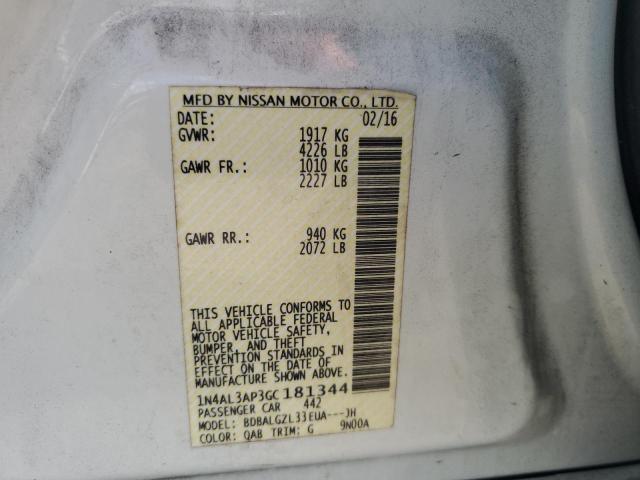 MFD BY NISSAN MOTOR CO., LTD.
DATE: 02/16
GVWR: 1917 KG
4226 LB
GAWR FR.: 1010 KG
2227 LB
GAWR RR.: 940 KG
2072 LB
THIS VEHICLE CONFORMS TO
ALL APPLICABLE FEDERAL
MOTOR VEHICLE SAFETY,
BUMPER, AND THEFT
PREVENTION STANDARDS IN
EFFECT ON THE DATE OF
MANUFACTURE SHOWN ABOVE.
1N4AL3AP3GC181344
PASSENGER CAR 442
MODEL: BDBALGZL33EUA---JH
COLOR: QAB TRIM: G 9N00A